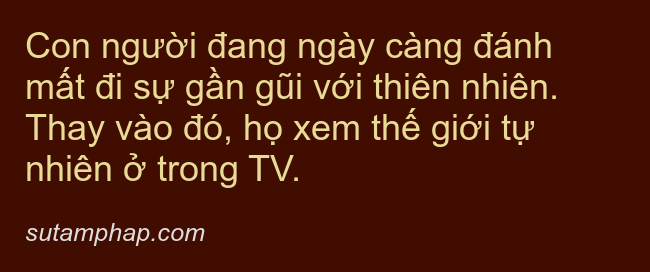 Con người đang ngày càng đánh
mất đi sự gần gũi với thiên nhiên.
Thay vào đó, họ xem thế giới tự
nhiên ở trong TV.
sutamphap.com